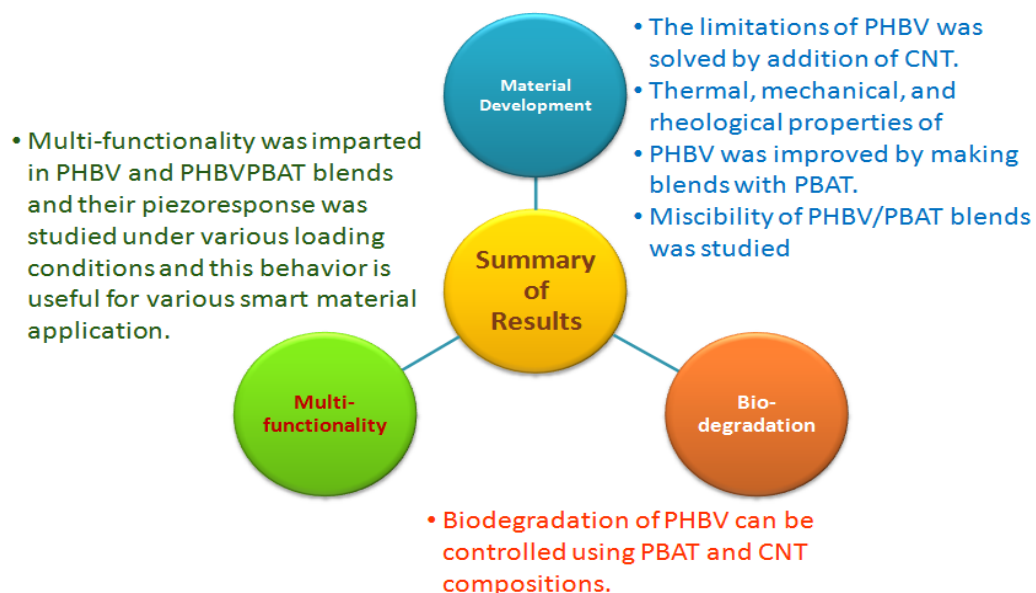 Material
Development
• The limitations of PHBV was
solved by addition of CNT.
• Thermal, mechanical, and
rheological properties of
• PHBV was improved by making
blends with PBAT.
• Miscibility of PHBV/PBAT blends
was studied
• Multi-functionality was imparted
in PHBV and PHBVPBAT blends
and their piezoresponse was
studied under various loading
conditions and this behavior is
useful for various smart material
application.
Summary
of
Results
Multi-
functionality
Bio-
degradation
• Biodegradation of PHBV can be
controlled using PBAT and CNT
compositions.